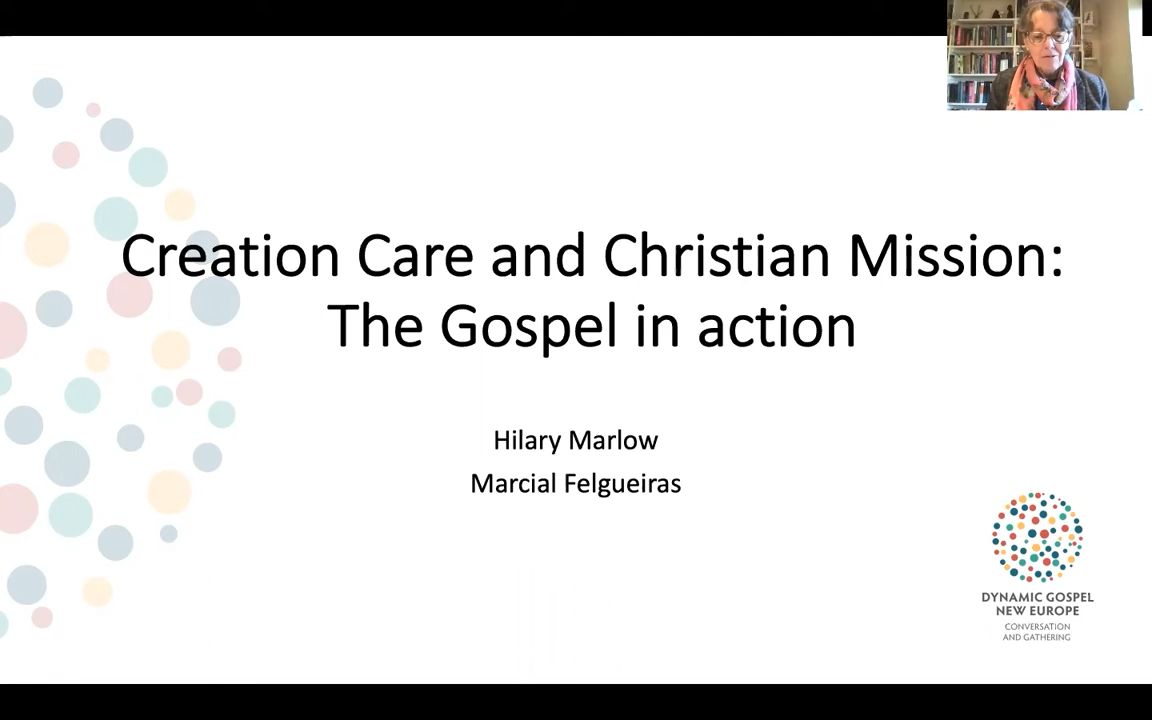 Creation Care and Christian Mission:
The Gospel in action
Hilary Marlow
Marcial Felgueiras
DYNAMIC GOSPEL
NEW EUROPE
CONVERSATION
AND GATHERING